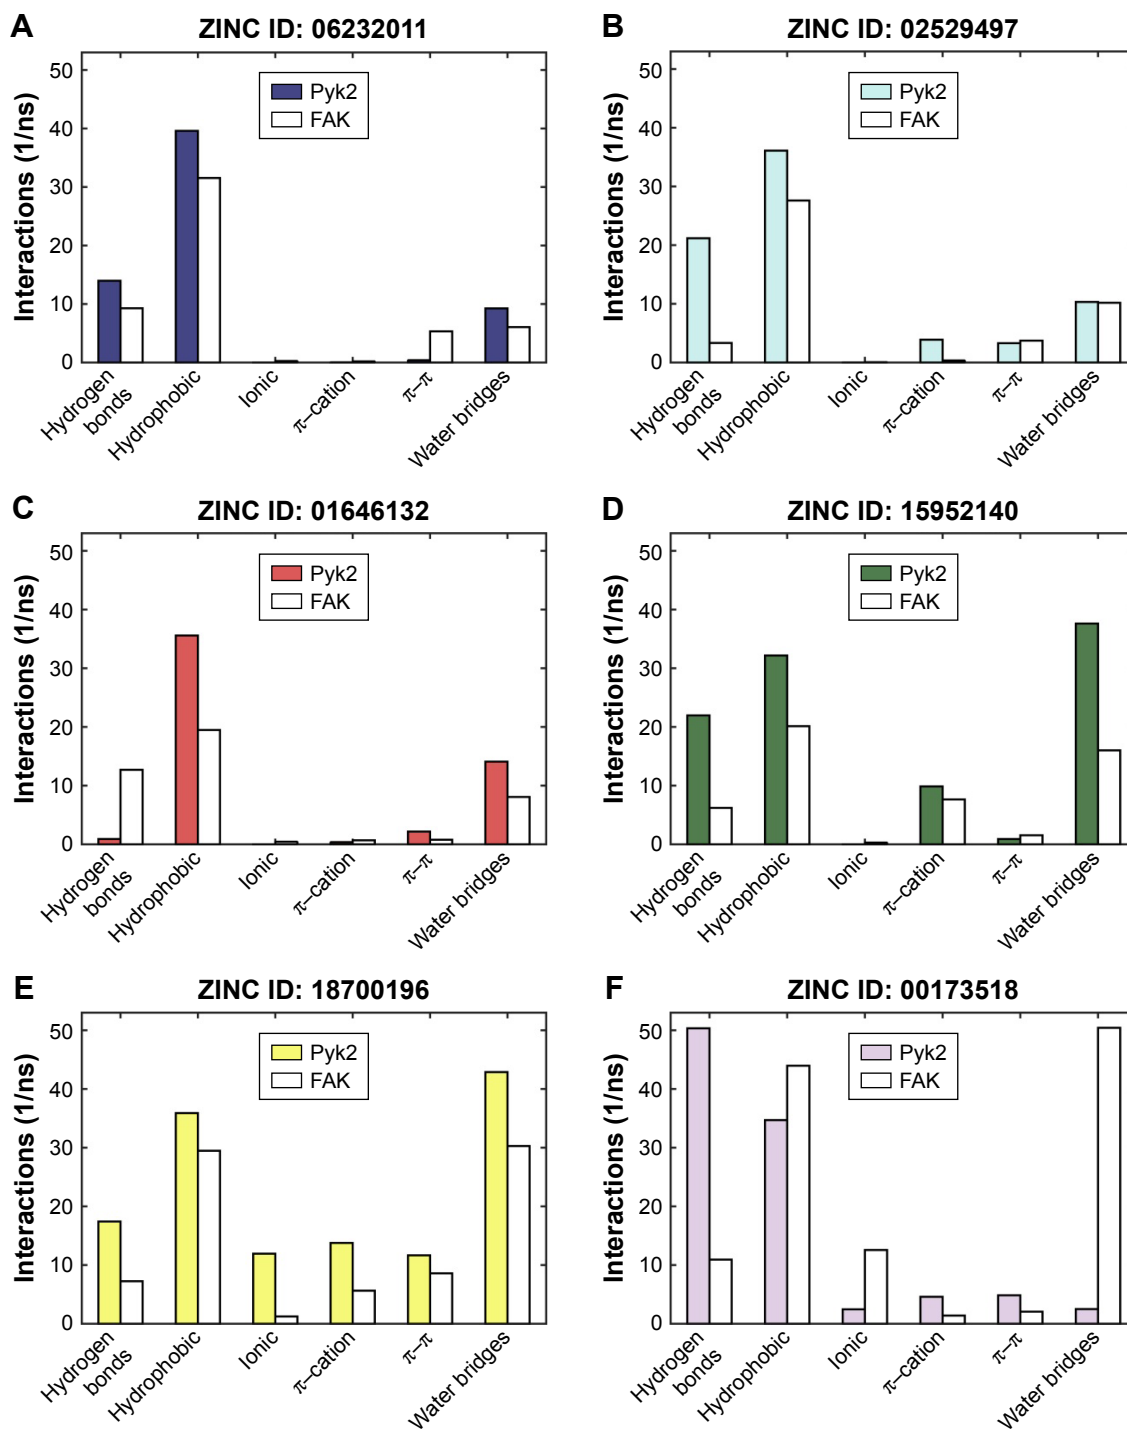 A
ZINC ID: 06232011
Interactions (1/ns)
50
40
30
20
10
0
Pyk2
FAK
Hydrogen
bonds
Hydrophobic
Ionic
π–cation
π–π
Water bridges
B
ZINC ID: 02529497
Interactions (1/ns)
50
40
30
20
10
0
Pyk2
FAK
Hydrogen
bonds
Hydrophobic
Ionic
π–cation
π–π
Water bridges
C
ZINC ID: 01646132
Interactions (1/ns)
50
40
30
20
10
0
Pyk2
FAK
Hydrogen
bonds
Hydrophobic
Ionic
π–cation
π–π
Water bridges
D
ZINC ID: 15952140
Interactions (1/ns)
50
40
30
20
10
0
Pyk2
FAK
Hydrogen
bonds
Hydrophobic
Ionic
π–cation
π–π
Water bridges
E
ZINC ID: 18700196
Interactions (1/ns)
50
40
30
20
10
0
Pyk2
FAK
Hydrogen
bonds
Hydrophobic
Ionic
π–cation
π–π
Water bridges
F
ZINC ID: 00173518
Interactions (1/ns)
50
40
30
20
10
0
Pyk2
FAK
Hydrogen
bonds
Hydrophobic
Ionic
π–cation
π–π
Water bridges